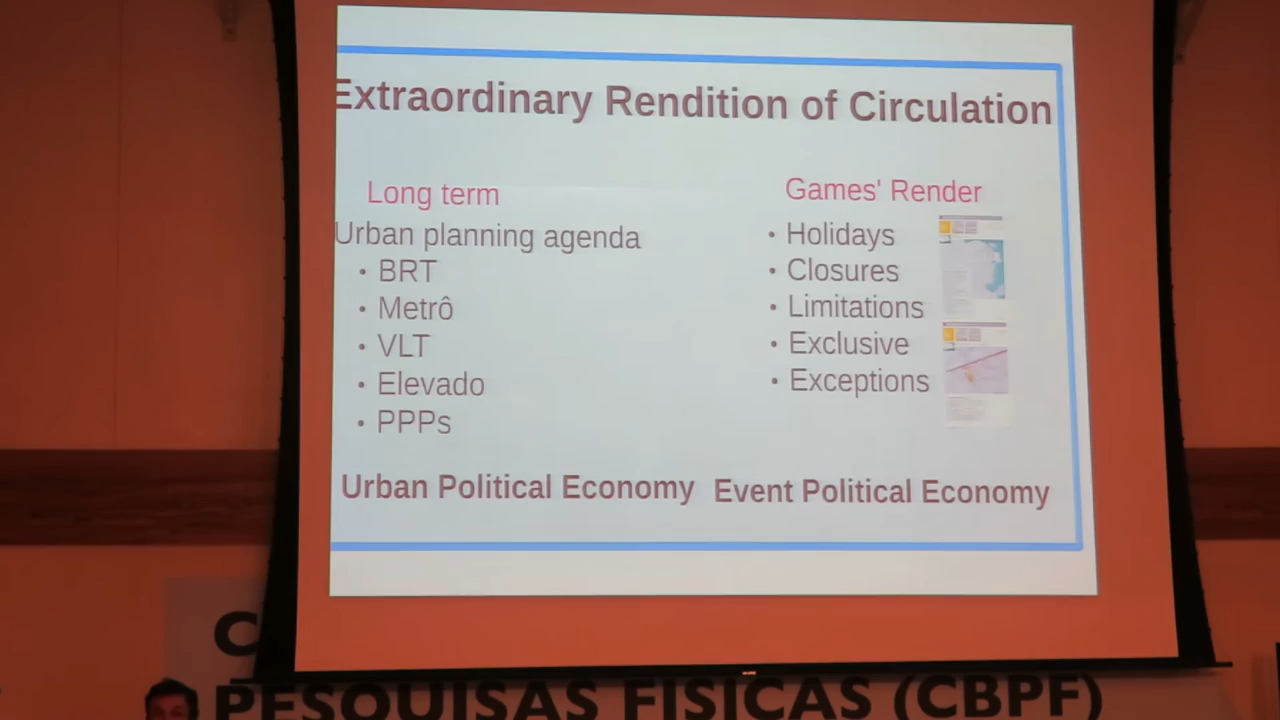 Extraordinary Rendition of Circulation
Long term
Urban planning agenda
• BRT
• Metrô
• VLT
• Elevado
• PPPs
Urban Political Economy
Games' Render
• Holidays
• Closures
• Limitations
• Exclusive
• Exceptions
Event Political Economy
PESQUISAS FÍSICAS (CBPF)